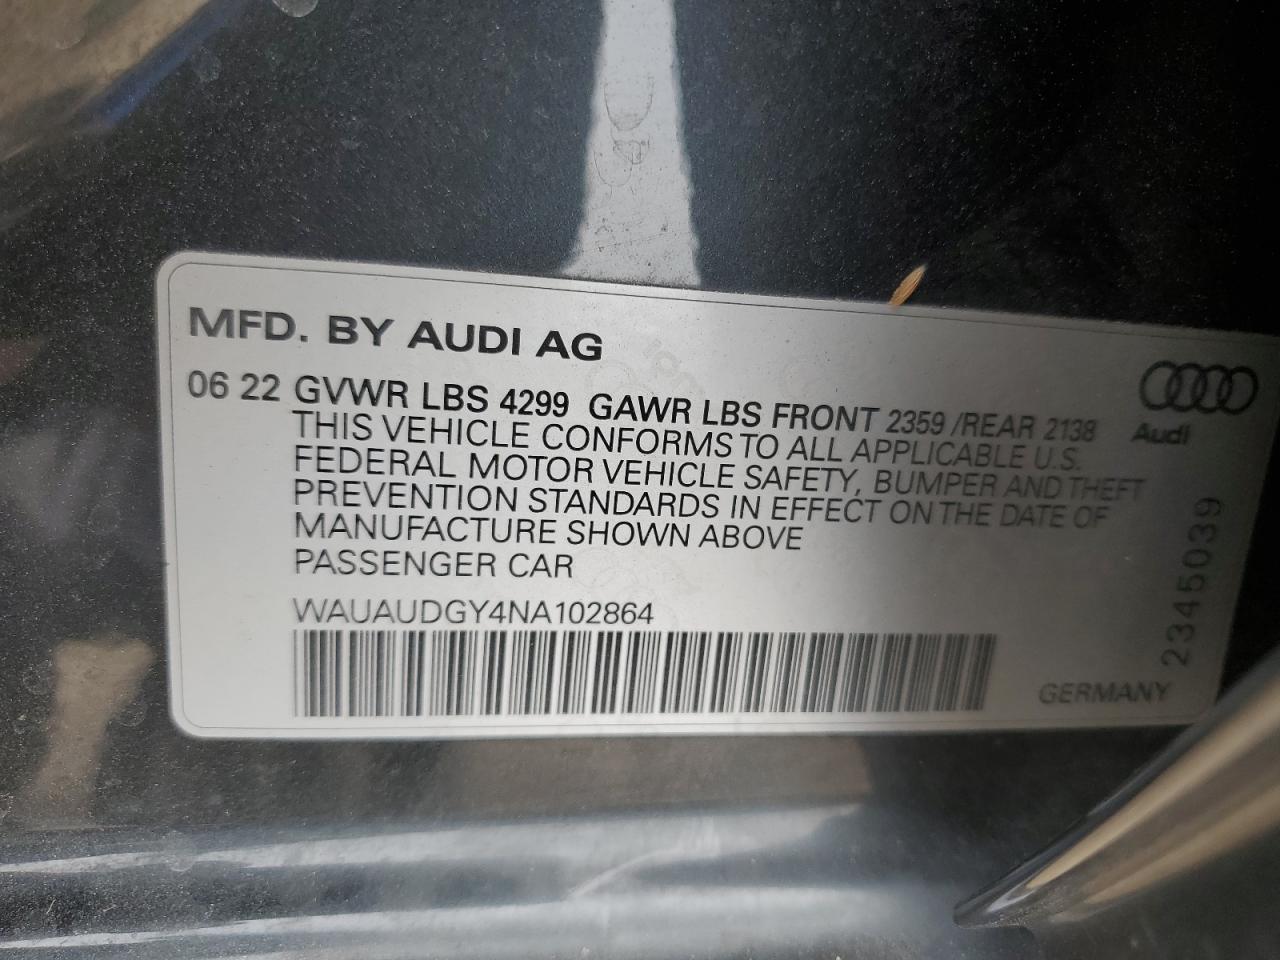 MFD. BY AUDI AG
06 22 GVWR LBS 4299 GAWR LBS FRONT 2359 /REAR 2138
THIS VEHICLE CONFORMS TO ALL APPLICABLE U.S.
FEDERAL MOTOR VEHICLE SAFETY, BUMPER AND THEFT
PREVENTION STANDARDS IN EFFECT ON THE DATE OF
MANUFACTURE SHOWN ABOVE
PASSENGER CAR
WAUAUDGY4NA102864
Audi
2345039
GERMANY